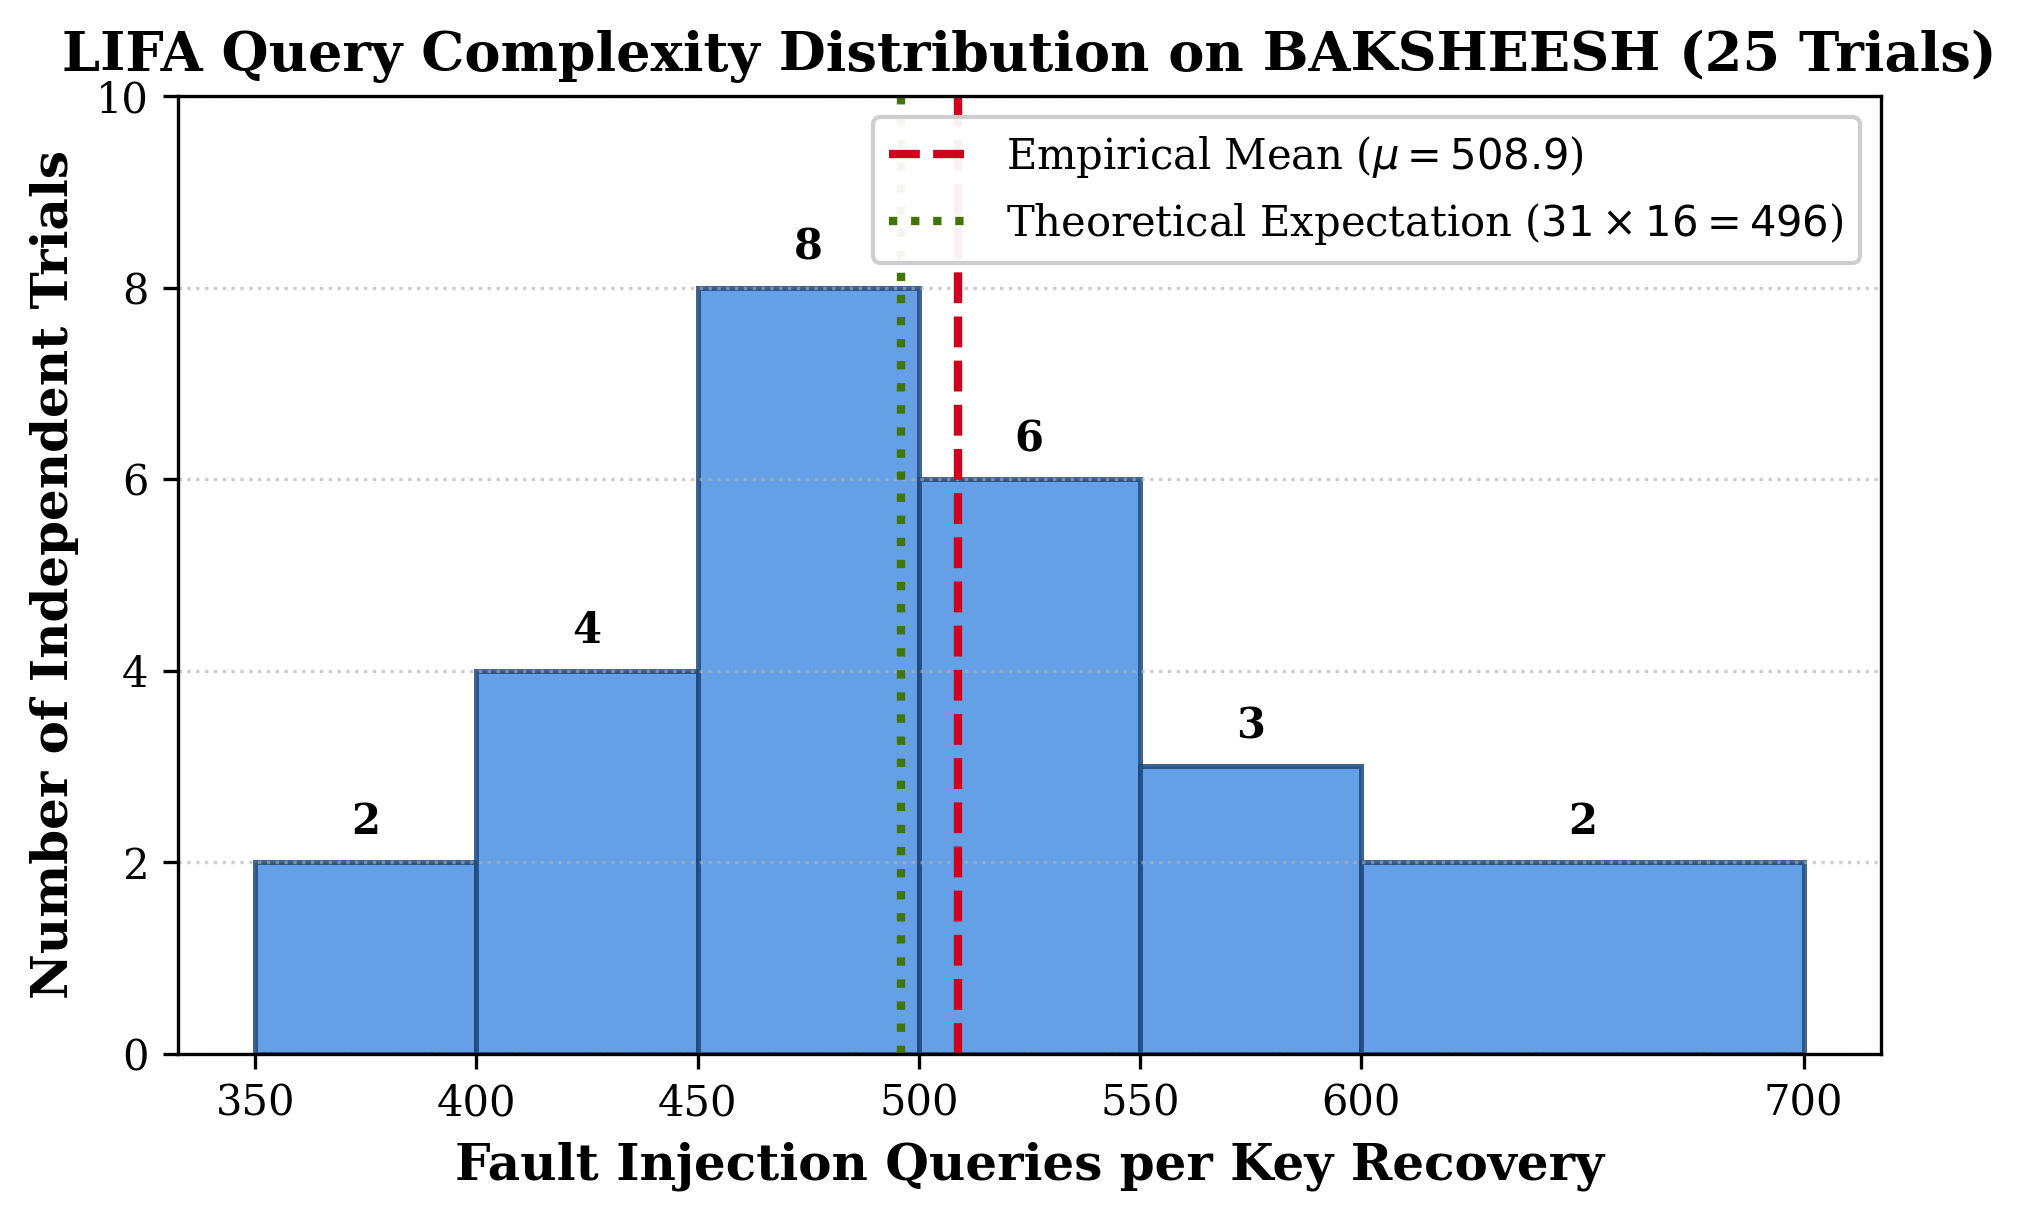 LIFA Query Complexity Distribution on BAKSHEESH (25 Trials)
Empirical Mean (μ = 508.9)
Theoretical Expectation (31 × 16 = 496)
Number of Independent Trials
10
8
6
4
2
0
2
4
8
6
3
2
350 400 450 500 550 600 700
Fault Injection Queries per Key Recovery